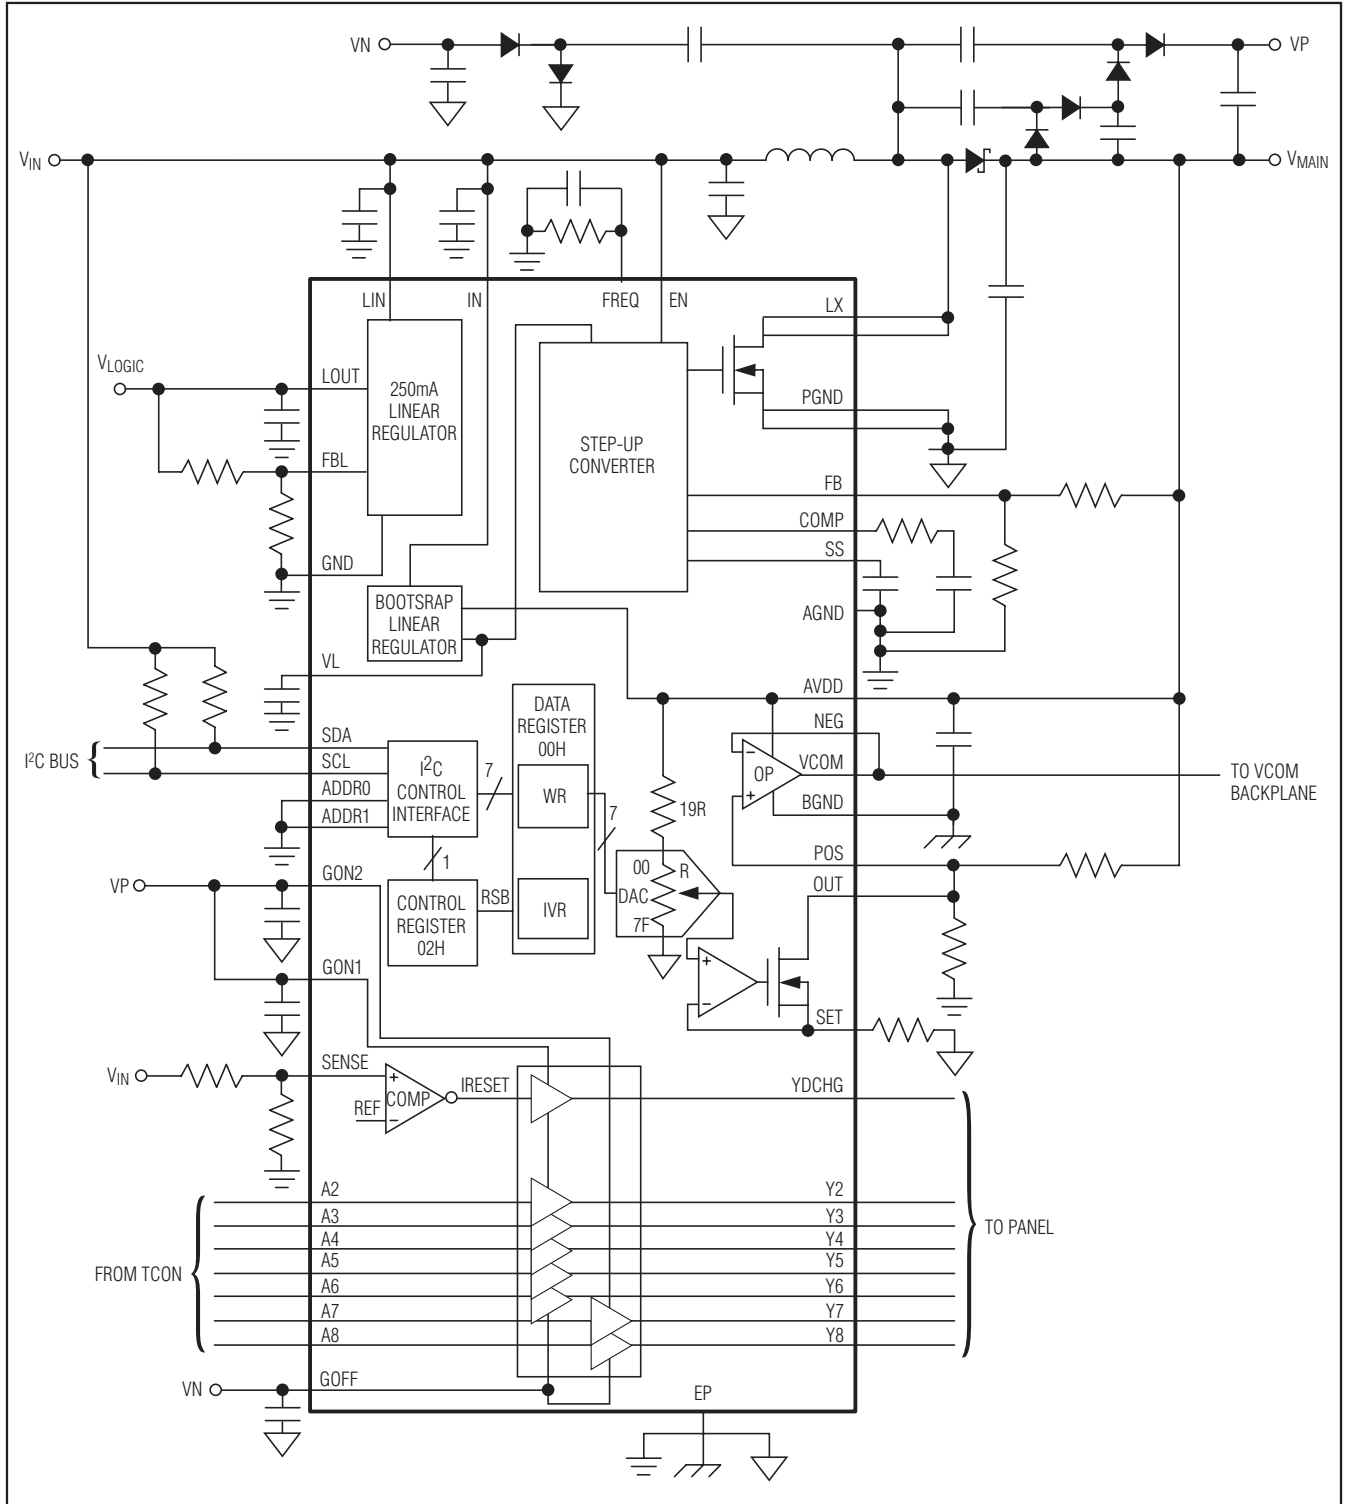 VN
VP
VIN
VMAIN
LIN
IN
FREQ
EN
LX
VLOGIC
LOUT
250mA
LINEAR
REGULATOR
PGND
STEP-UP
CONVERTER
FBL
FB
COMP
SS
GND
AGND
BOOTSRAP
LINEAR
REGULATOR
VL
AVDD
DATA
REGISTER
00H
NEG
SDA
I2C BUS {
SCL
I2C
CONTROL
INTERFACE
7
WR
−
OP
+
VCOM
TO VCOM
BACKPLANE
ADDR0
ADDR1
BGND
19R
7
1
POS
VP
GON2
00
R
DAC
7F
OUT
CONTROL
REGISTER
02H
RSB
IVR
GON1
+
−
SET
VIN
SENSE
+
COMP
−
REF
IRESET
YDCHG
A2
Y2
A3
Y3
TO PANEL
A4
Y4
A5
Y5
FROM TCON
A6
Y6
A7
Y7
A8
Y8
VN
GOFF
EP